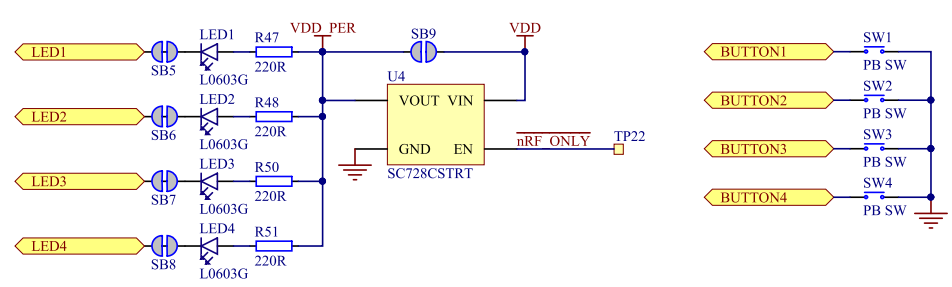 VDD_PER
SB9
VDD
LED1
SB5
LED1
L0603G
R47
220R
LED2
SB6
LED2
L0603G
R48
220R
LED3
SB7
LED3
L0603G
R50
220R
LED4
SB8
LED4
L0603G
R51
220R
U4
VOUT VIN
GND EN
SC728CSTRT
nRF_ONLY
TP22
BUTTON1
SW1
PB SW
BUTTON2
SW2
PB SW
BUTTON3
SW3
PB SW
BUTTON4
SW4
PB SW